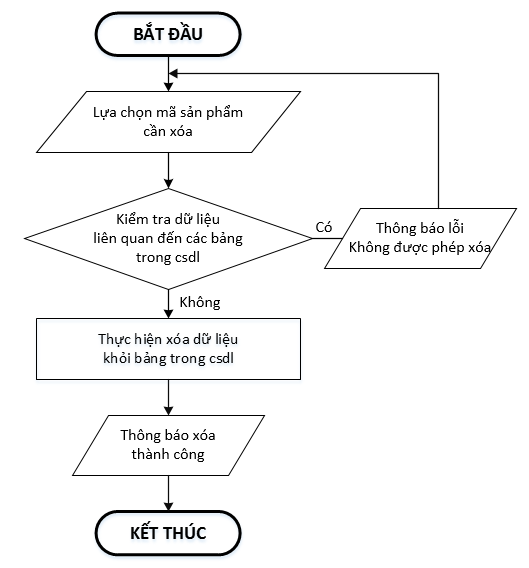 BẮT ĐẦU
Lựa chọn mã sản phẩm
cần xóa
Kiểm tra dữ liệu
liên quan đến các bảng
trong csdl
Có
Thông báo lỗi
Không được phép xóa
Không
Thực hiện xóa dữ liệu
khỏi bảng trong csdl
Thông báo xóa
thành công
KẾT THÚC